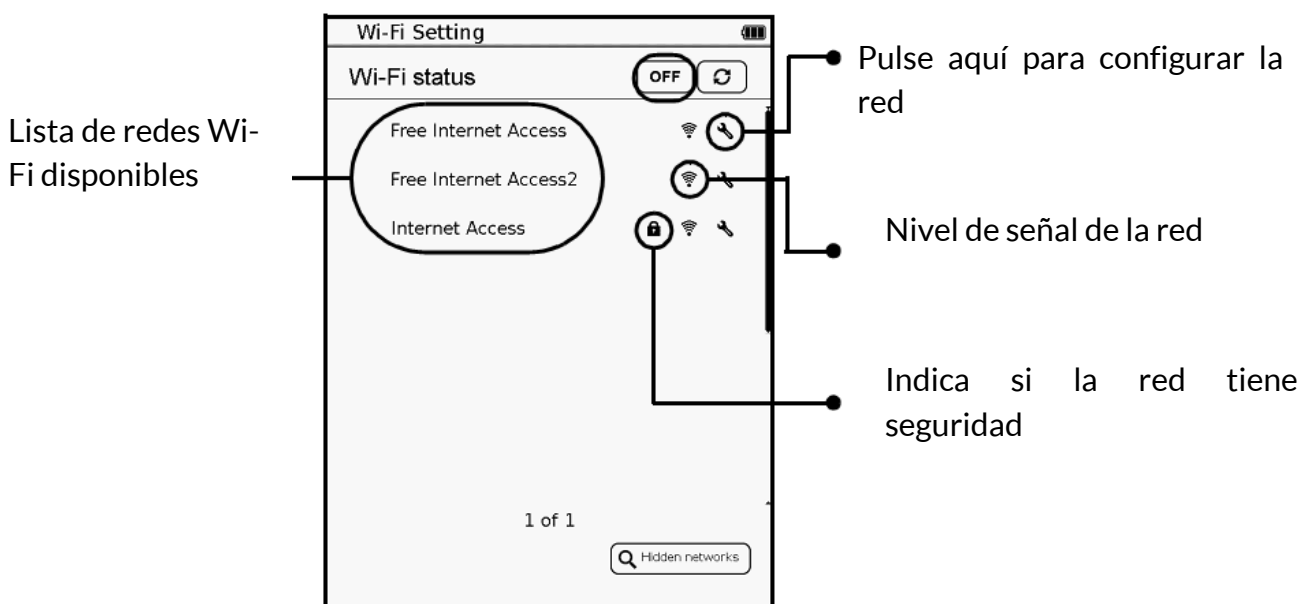 Wi-Fi Setting
Wi-Fi status
OFF
Pulse aquí para configurar la
red
Lista de redes Wi-
Fi disponibles
Free Internet Access
Free Internet Access2
Internet Access
Nivel de señal de la red
Indica si la red tiene
seguridad
1 of 1
Hidden networks